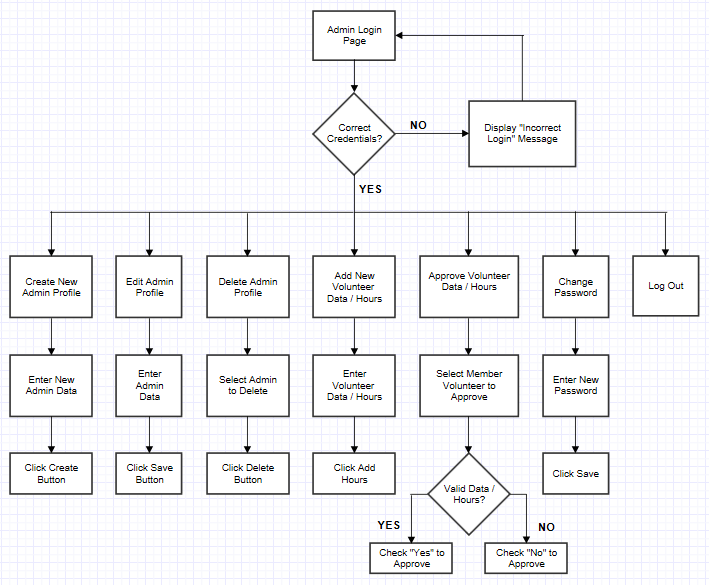 Admin Login
Page
Correct
Credentials?
NO
Display "Incorrect
Login" Message
YES
Create New
Admin Profile
Edit Admin
Profile
Delete Admin
Profile
Add New
Volunteer
Data / Hours
Approve Volunteer
Data / Hours
Change
Password
Log Out
Enter New
Admin Data
Enter
Admin
Data
Select Admin
to Delete
Enter
Volunteer
Data / Hours
Select Member
Volunteer to
Approve
Enter New
Password
Click Create
Button
Click Save
Button
Click Delete
Button
Click Add
Hours
Valid Data /
Hours?
Click Save
YES
NO
Check "Yes" to
Approve
Check "No" to
Approve